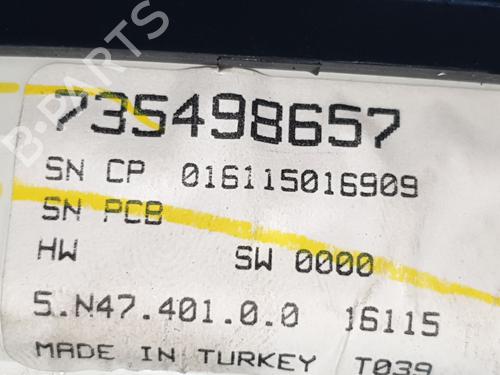 735498657
SN CP 016115016909
SN PCB
HW SW 0000
5.N47.401.0.0 16115
MADE IN TURKEY T039
B-PARTS